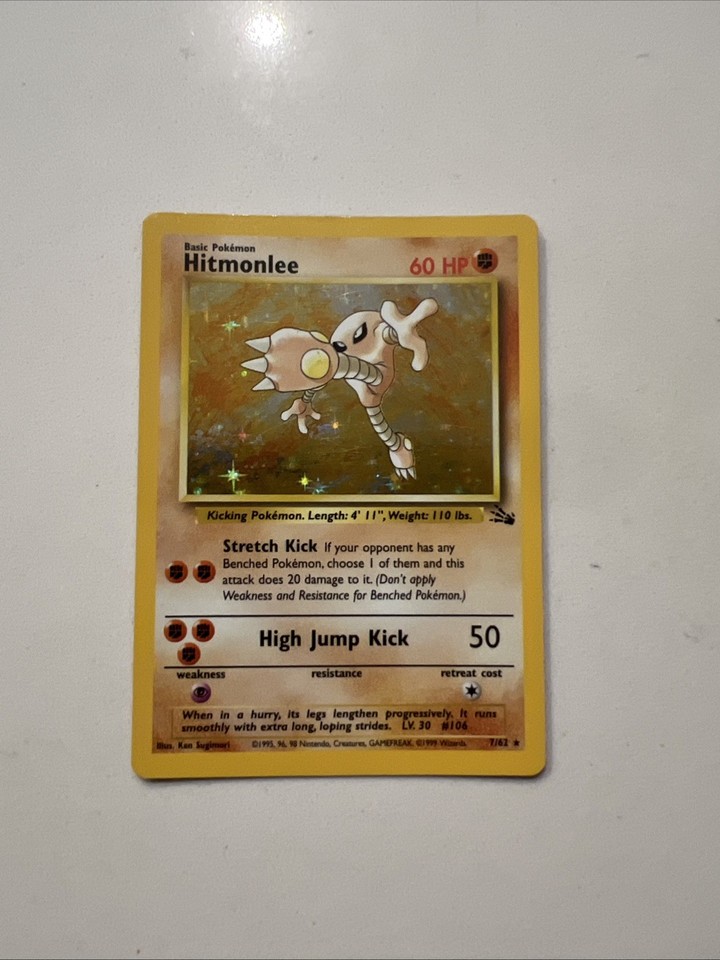 Basic Pokémon
Hitmonlee
60 HP
Kicking Pokémon. Length: 4' 11", Weight: 110 lbs.
Stretch Kick If your opponent has any
Benched Pokémon, choose 1 of them and this
attack does 20 damage to it. (Don't apply
Weakness and Resistance for Benched Pokémon.)
High Jump Kick 50
weakness resistance retreat cost
When in a hurry, its legs lengthen progressively. It runs
smoothly with extra long, loping strides. LV. 30 #106
Illus. Ken Sugimori ©1995, 96, 98 Nintendo, Creatures, GAMEFREAK. ©1999 Wizards. 7/62 ★